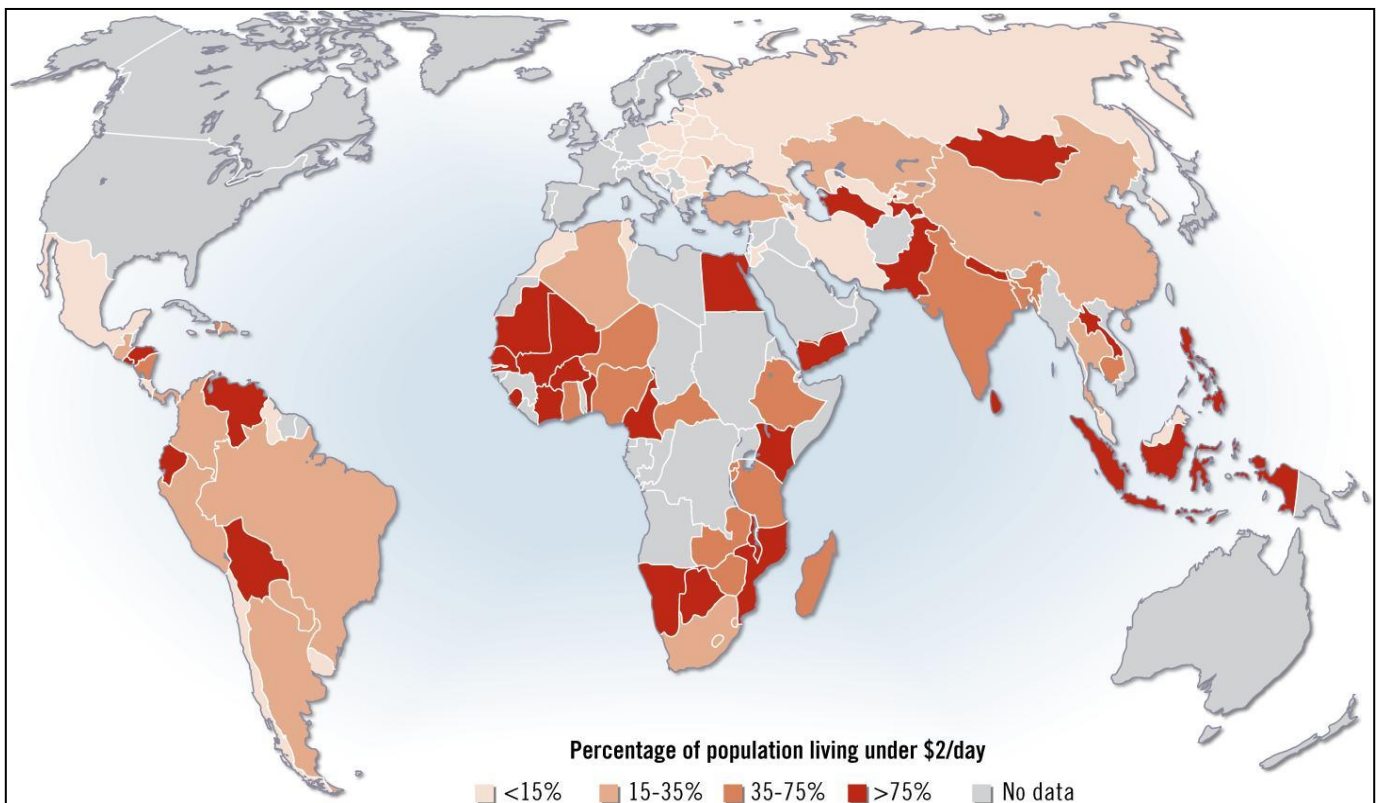 Percentage of population living under $2/day
<15% 15-35% 35-75% >75% No data